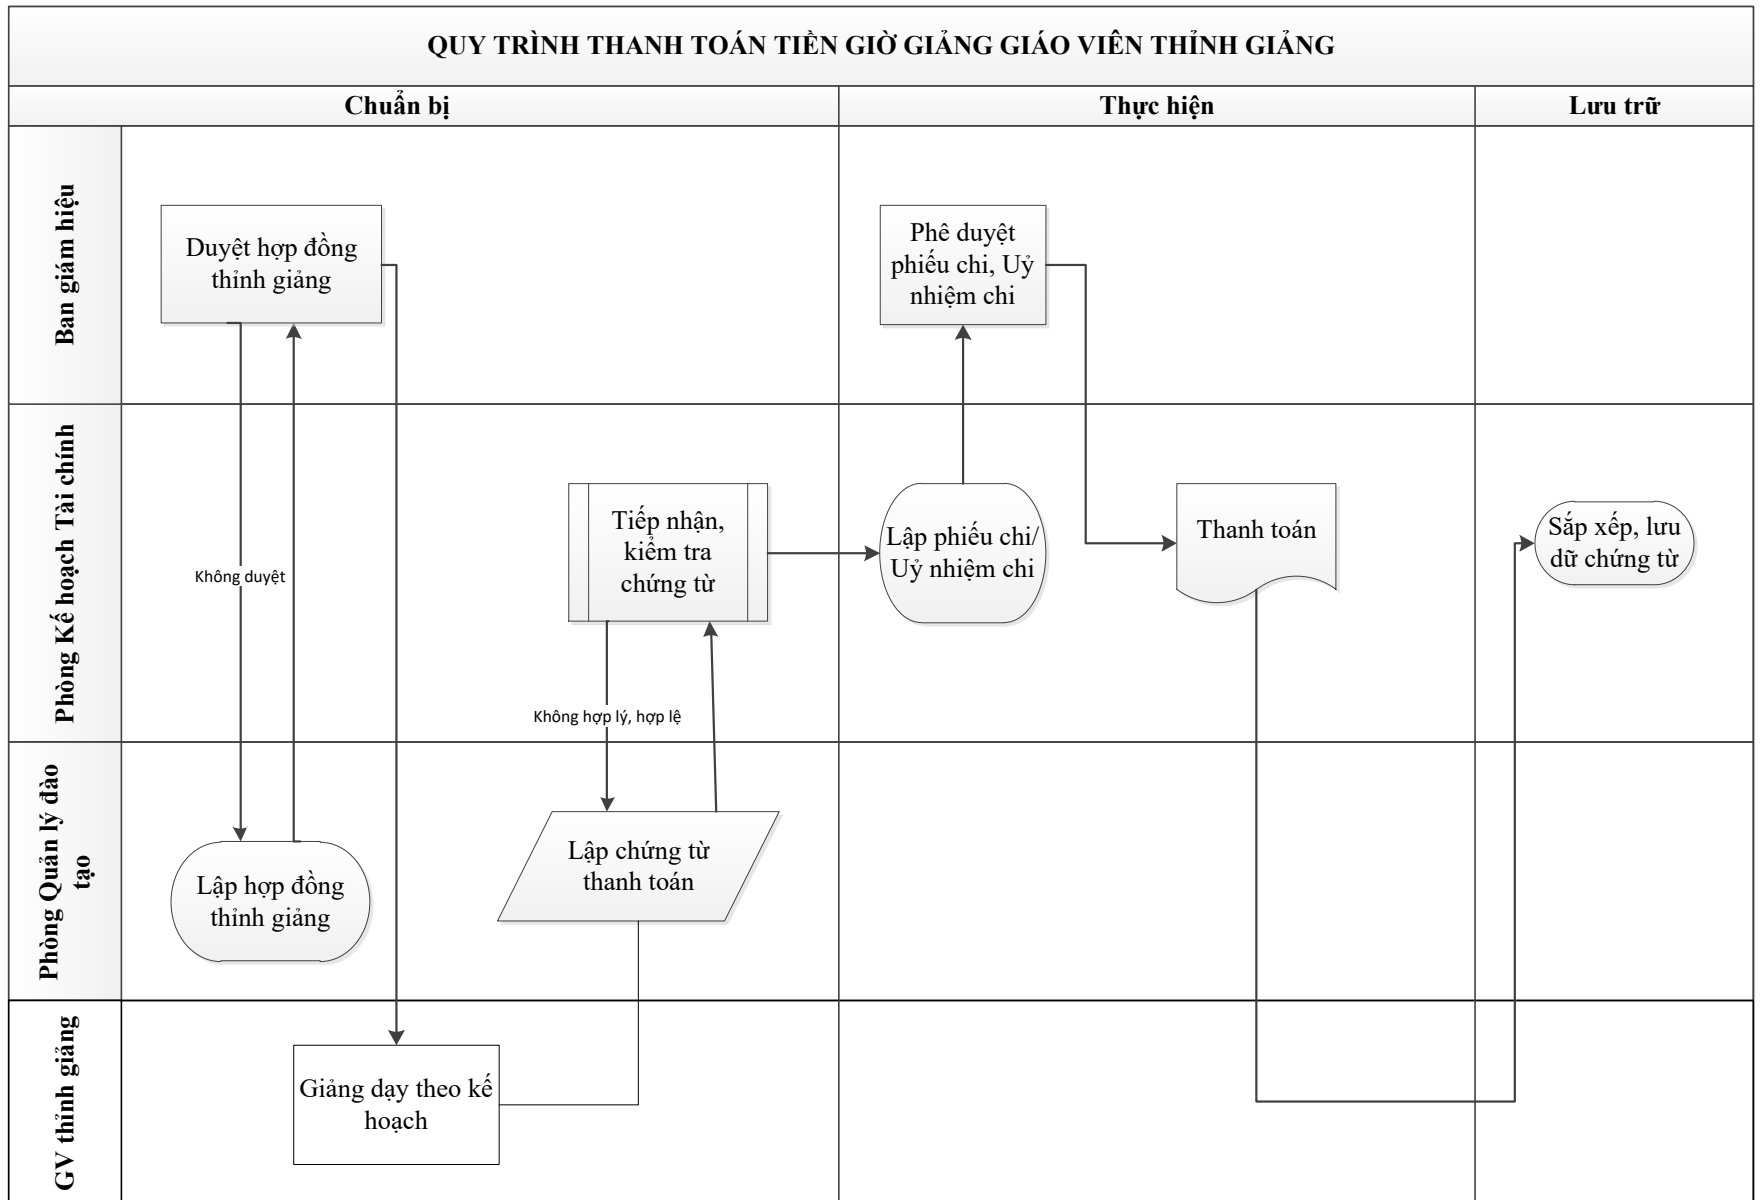 QUY TRÌNH THANH TOÁN TIỀN GIỜ GIẢNG GIÁO VIÊN THỈNH GIẢNG
Chuẩn bị
Thực hiện
Lưu trữ
Ban giám hiệu
Duyệt hợp đồng
thỉnh giảng
Phê duyệt
phiếu chi, Uỷ
nhiệm chi
Phòng Kế hoạch Tài chính
Không duyệt
Tiếp nhận,
kiểm tra
chứng từ
Không hợp lý, hợp lệ
Lập phiếu chi/
Uỷ nhiệm chi
Thanh toán
Sắp xếp, lưu
dữ chứng từ
Phòng Quản lý đào
tạo
Lập hợp đồng
thỉnh giảng
Lập chứng từ
thanh toán
GV thỉnh giảng
Giảng dạy theo kế
hoạch